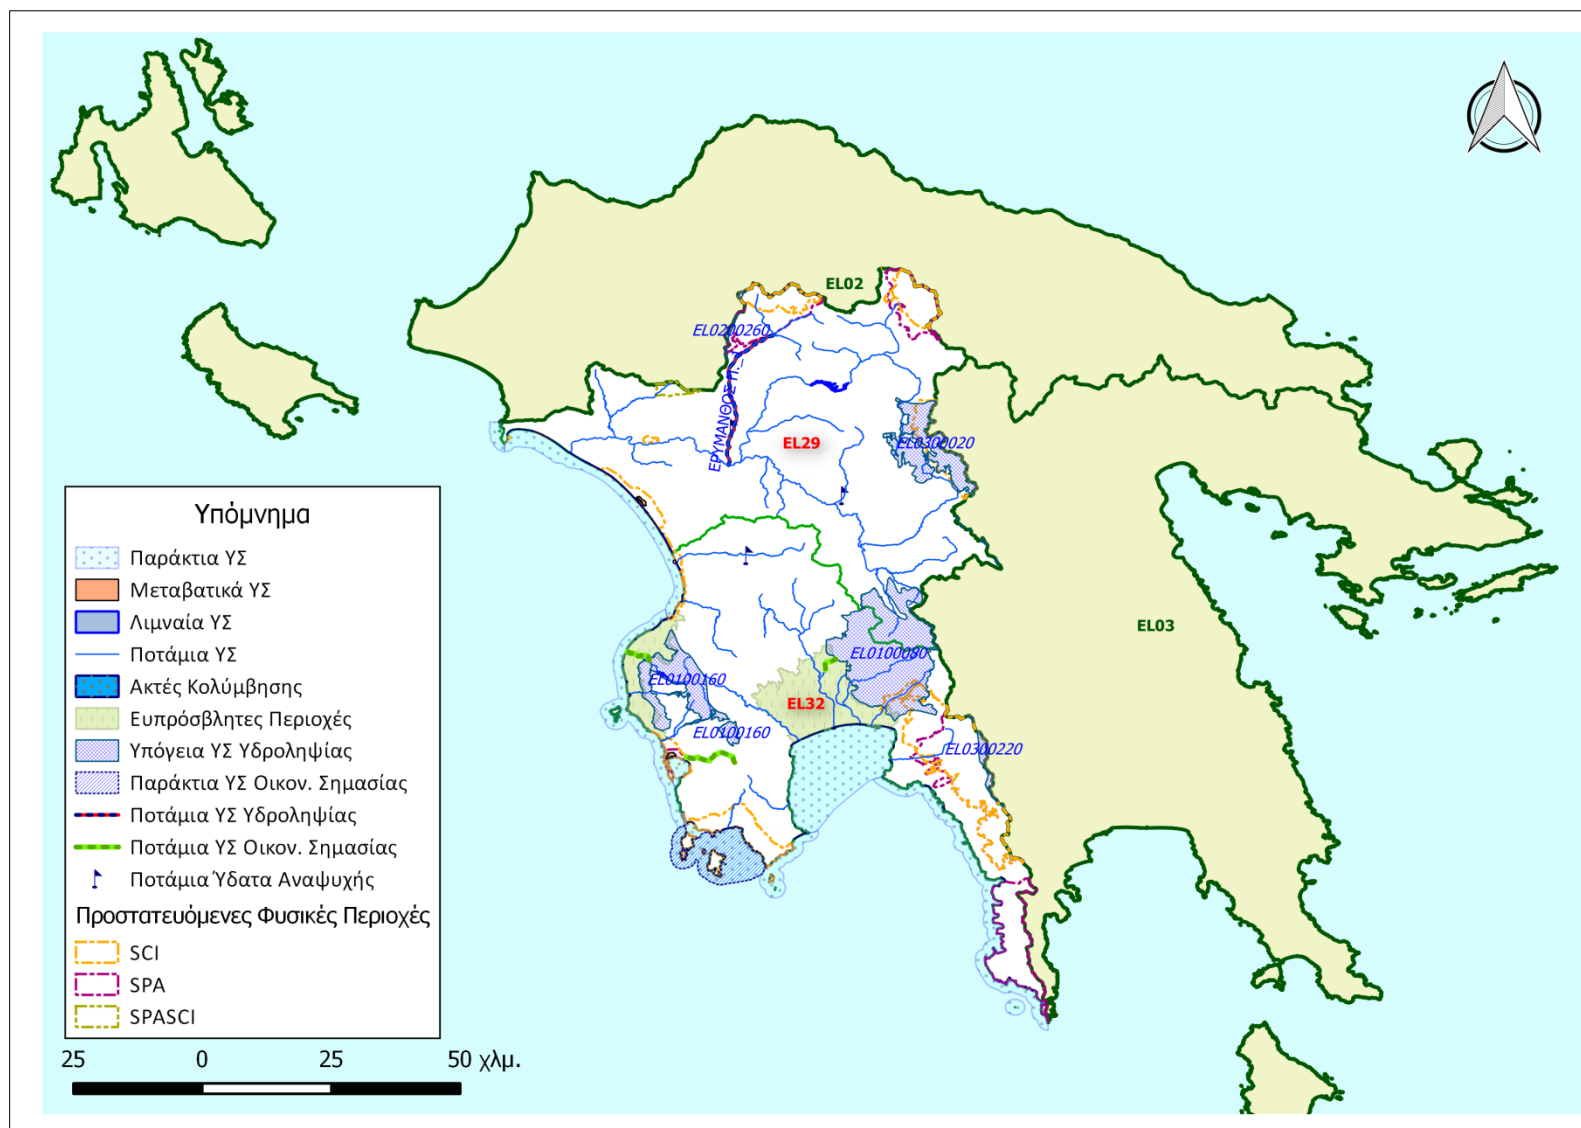 EL02
EL0200260
ΕΡΥΜΑΝΘΟΣ Π._
EL29
EL0300020
EL03
EL0100080
EL0100160
EL32
EL0100160
EL0300220
Υπόμνημα
Παράκτια ΥΣ
Μεταβατικά ΥΣ
Λιμναία ΥΣ
Ποτάμια ΥΣ
Ακτές Κολύμβησης
Ευπρόσβλητες Περιοχές
Υπόγεια ΥΣ Υδροληψίας
Παράκτια ΥΣ Οικον. Σημασίας
Ποτάμια ΥΣ Υδροληψίας
Ποτάμια ΥΣ Οικον. Σημασίας
Ποτάμια Ύδατα Αναψυχής
Προστατευόμενες Φυσικές Περιοχές
SCI
SPA
SPASCI
25 0 25 50 χλμ.